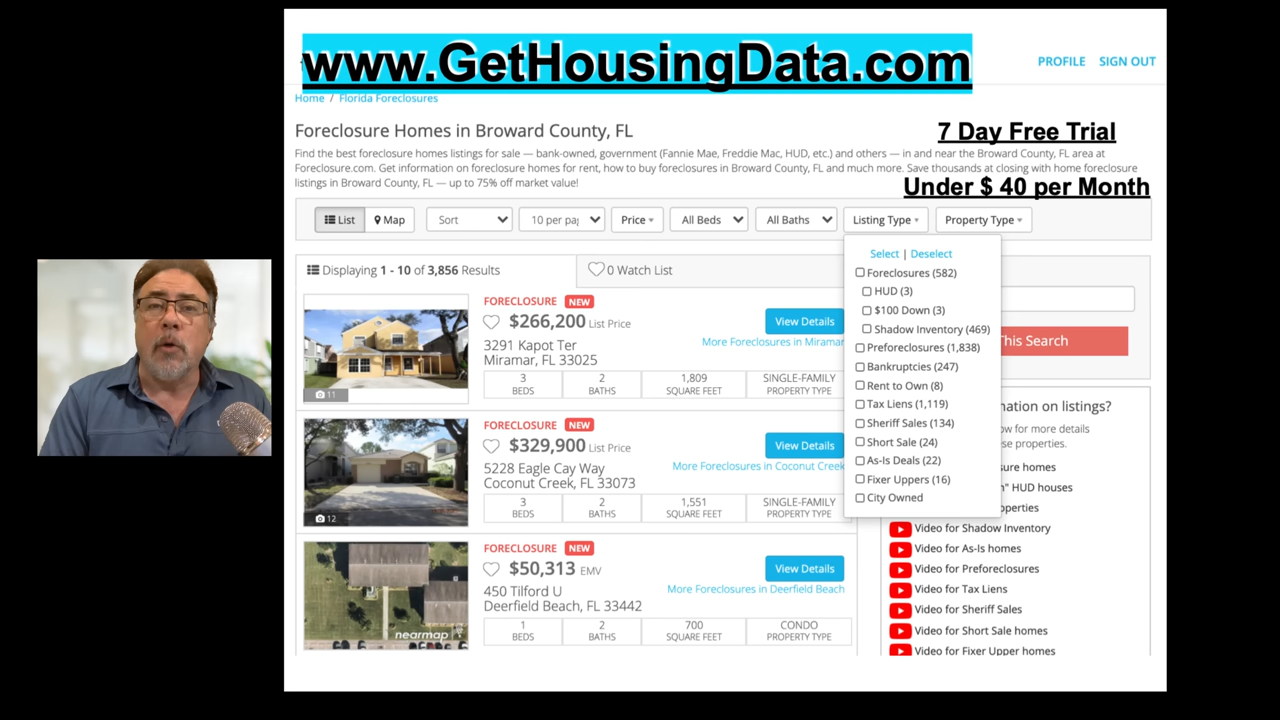 www.GetHousingData.com
PROFILE SIGN OUT
Home / Florida Foreclosures
Foreclosure Homes in Broward County, FL
7 Day Free Trial
Find the best foreclosure homes listings for sale — bank-owned, government (Fannie Mae, Freddie Mac, HUD, etc.) and others — in and near the Broward County, FL area at
Foreclosure.com. Get information on foreclosure homes for rent, how to buy foreclosures in Broward County, FL and much more. Save thousands at closing with home foreclosure
listings in Broward County, FL — up to 75% off market value!
Under $ 40 per Month
List Map Sort 10 per pa Price All Beds All Baths Listing Type Property Type
Select | Deselect
Foreclosures (582)
HUD (3)
$100 Down (3)
Shadow Inventory (469)
Preforeclosures (1,838)
Bankruptcies (247)
Rent to Own (8)
Tax Liens (1,119)
Sheriff Sales (134)
Short Sale (24)
As-Is Deals (22)
Fixer Uppers (16)
City Owned
Displaying 1 - 10 of 3,856 Results
0 Watch List
FORECLOSURE NEW
$266,200 List Price
View Details
3291 Kapot Ter
More Foreclosures in Miramar
Miramar, FL 33025
3 2 1,809 SINGLE-FAMILY
BEDS BATHS SQUARE FEET PROPERTY TYPE
11
FORECLOSURE NEW
$329,900 List Price
View Details
5228 Eagle Cay Way
More Foreclosures in Coconut Creek
Coconut Creek, FL 33073
3 2 1,551 SINGLE-FAMILY
BEDS BATHS SQUARE FEET PROPERTY TYPE
12
FORECLOSURE NEW
$50,313 EMV
View Details
450 Tilford U
More Foreclosures in Deerfield Beach
Deerfield Beach, FL 33442
1 2 700 CONDO
BEDS BATHS SQUARE FEET PROPERTY TYPE
nearmap
This Search
mation on listings?
ow for more details
se properties.
sure homes
n" HUD houses
operties
Video for Shadow Inventory
Video for As-Is homes
Video for Preforeclosures
Video for Tax Liens
Video for Sheriff Sales
Video for Short Sale homes
Video for Fixer Upper homes